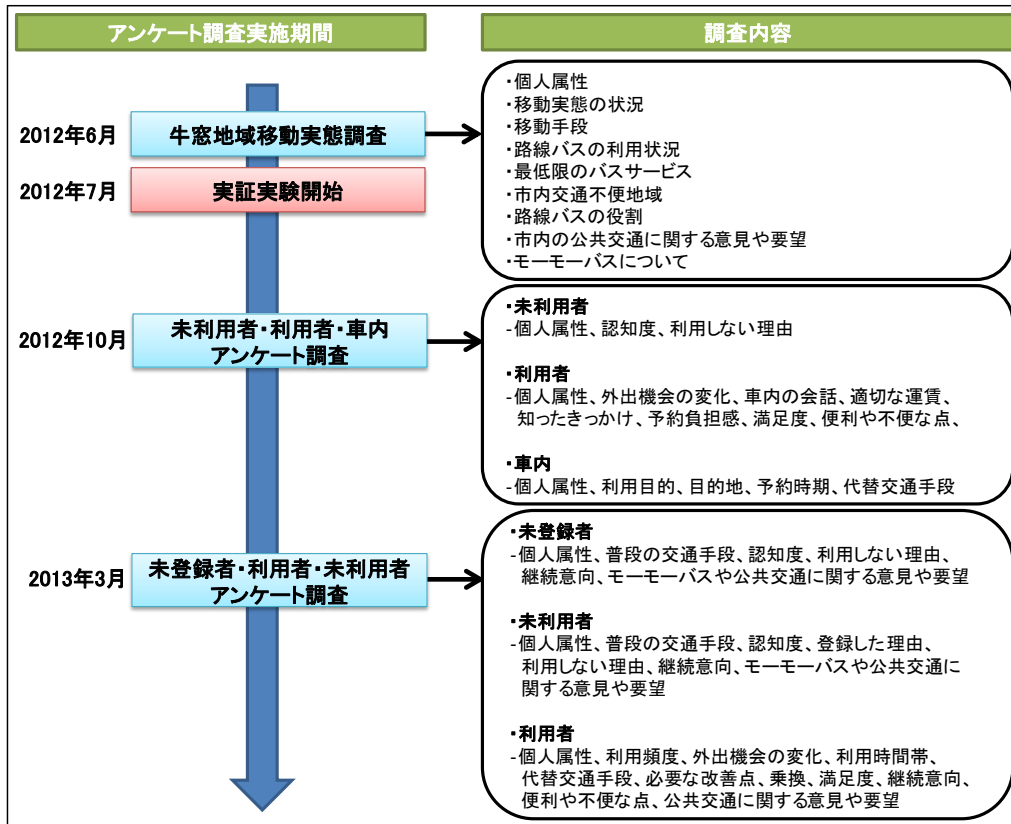 アンケート調査実施期間
調査内容
2012年6月
牛窓地域移動実態調査
・個人属性
・移動実態の状況
・移動手段
・路線バスの利用状況
・最低限のバスサービス
・市内交通不便地域
・路線バスの役割
・市内の公共交通に関する意見や要望
・モーモーバスについて
2012年7月
実証実験開始
2012年10月
未利用者・利用者・車内
アンケート調査
・未利用者
-個人属性、認知度、利用しない理由
・利用者
-個人属性、外出機会の変化、車内の会話、適切な運賃、
知ったきっかけ、予約負担感、満足度、便利や不便な点、
・車内
-個人属性、利用目的、目的地、予約時期、代替交通手段
2013年3月
未登録者・利用者・未利用者
アンケート調査
・未登録者
-個人属性、普段の交通手段、認知度、利用しない理由、
継続意向、モーモーバスや公共交通に関する意見や要望
・未利用者
-個人属性、普段の交通手段、認知度、登録した理由、
利用しない理由、継続意向、モーモーバスや公共交通に
関する意見や要望
・利用者
-個人属性、利用頻度、外出機会の変化、利用時間帯、
代替交通手段、必要な改善点、乗換、満足度、継続意向、
便利や不便な点、公共交通に関する意見や要望